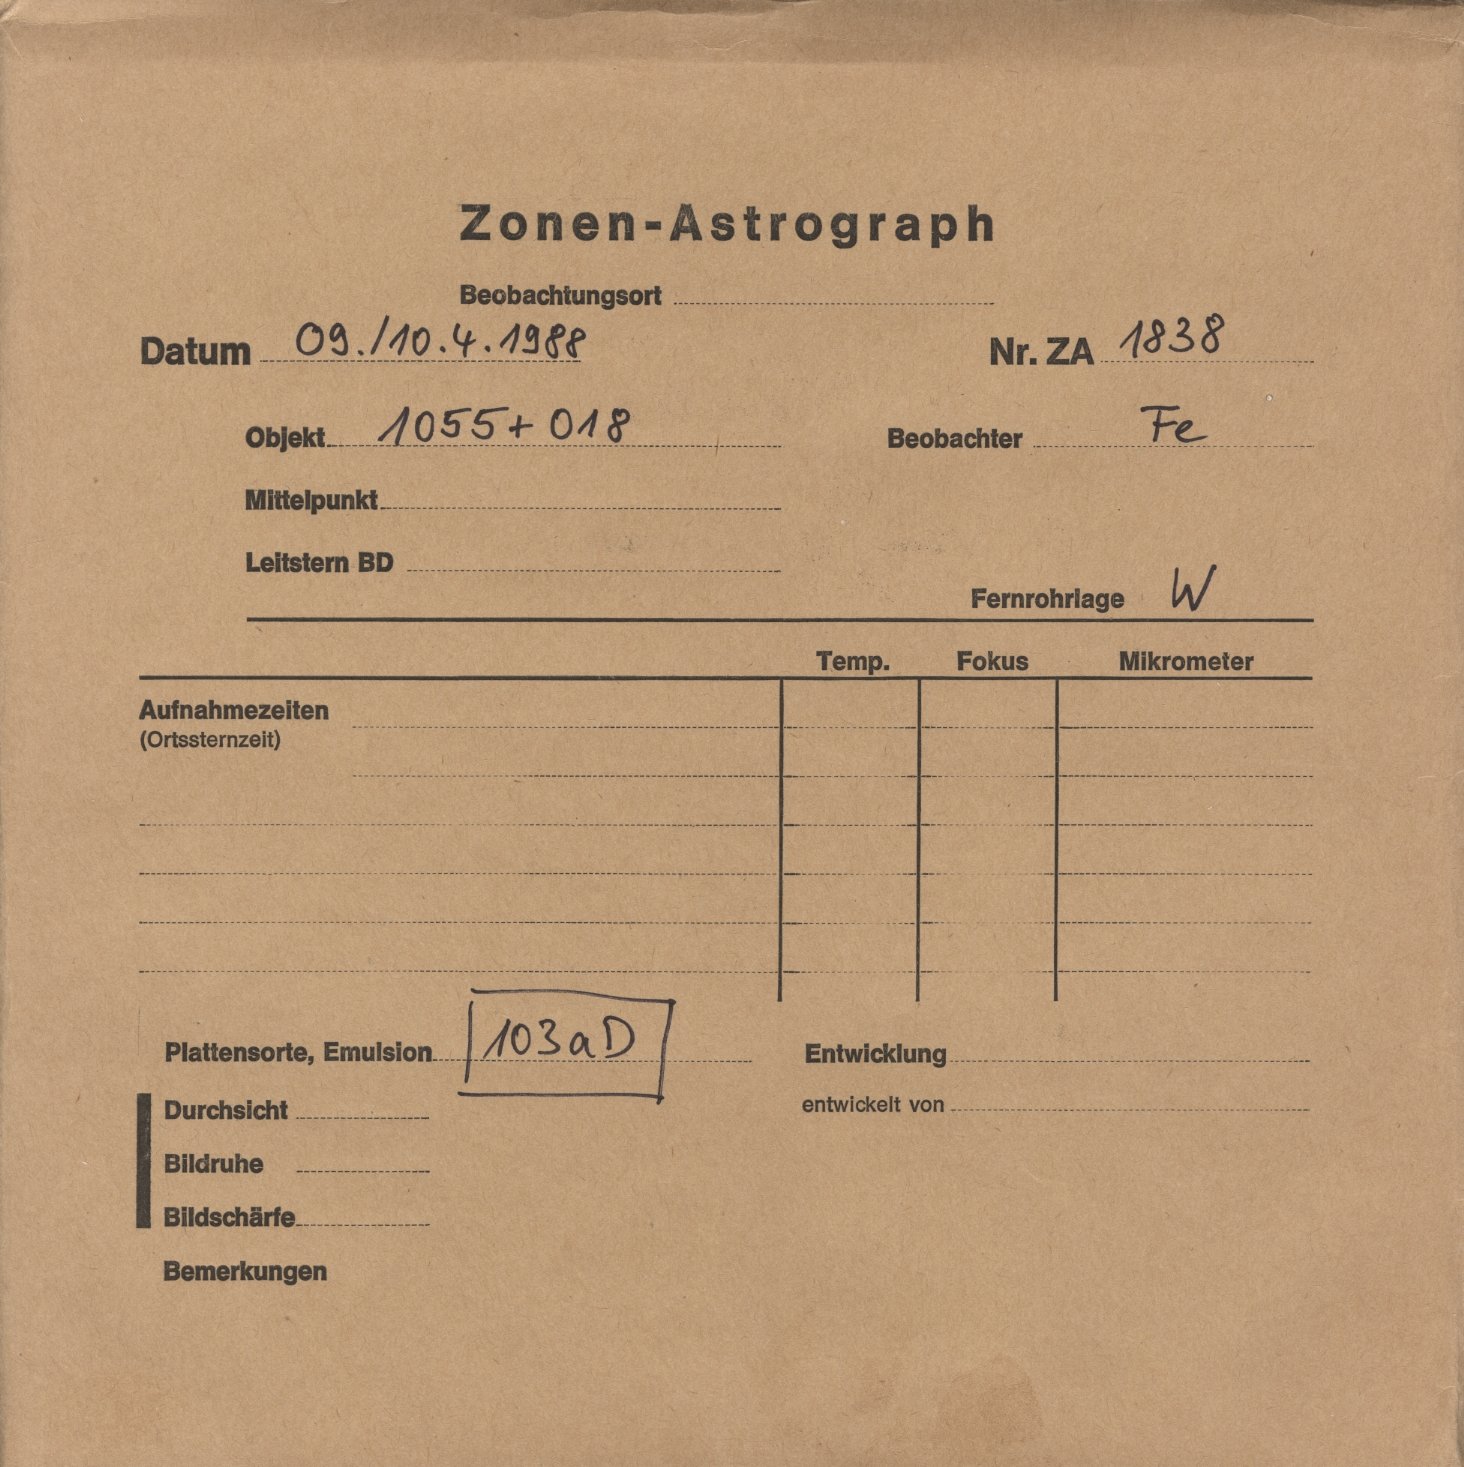 Zonen-Astrograph
Beobachtungsort
Datum 09./10.4.1988 Nr. ZA 1838
Objekt 1055+018 Beobachter Fe
Mittelpunkt
Leitstern BD
Fernrohrlage W
Temp. Fokus Mikrometer
Aufnahmezeiten
(Ortssternzeit)
Plattensorte, Emulsion 103aD Entwicklung
Durchsicht entwickelt von
Bildruhe
Bildschärfe
Bemerkungen